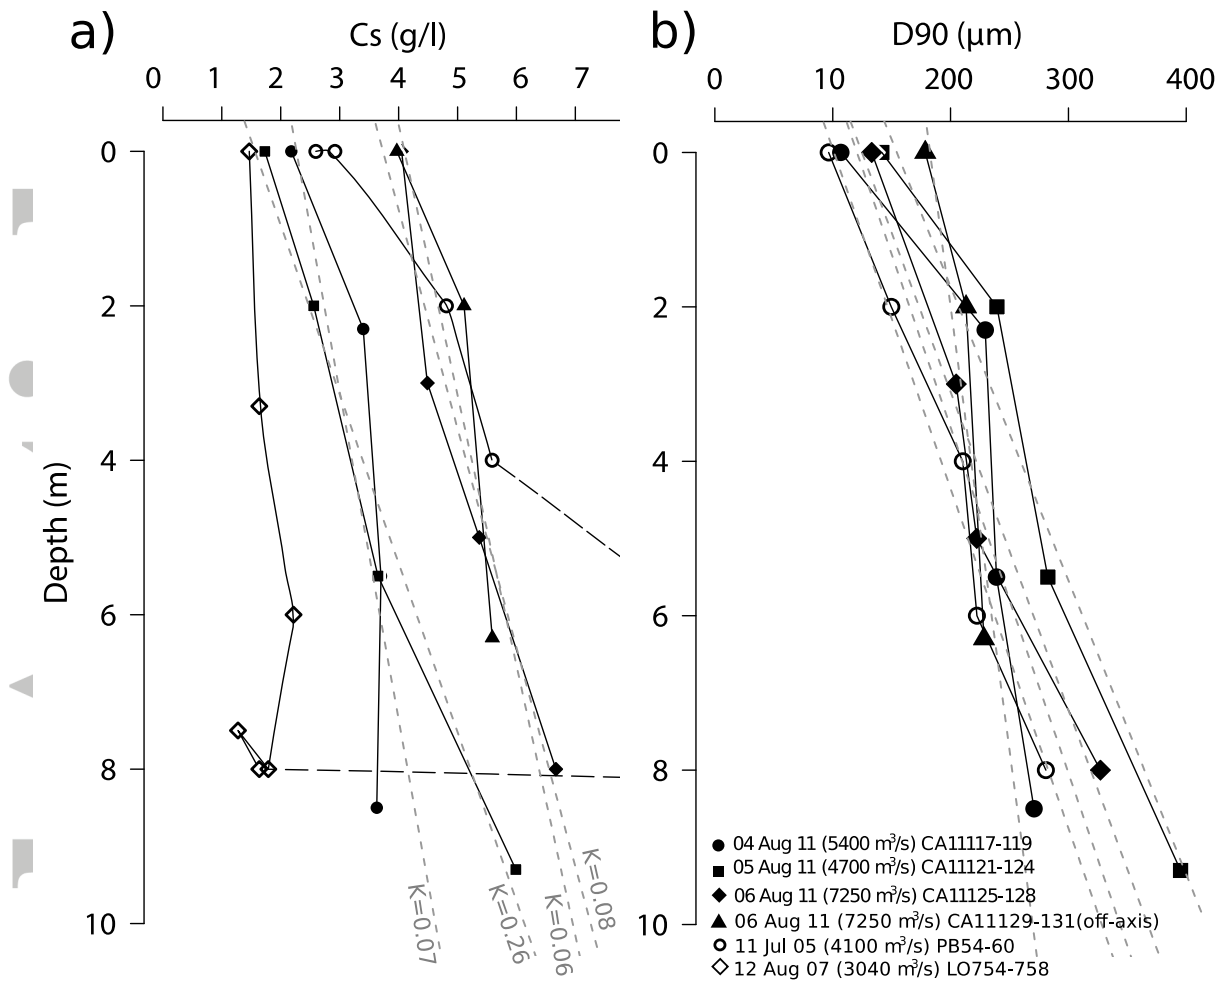 a) Cs (g/l)
0 1 2 3 4 5 6 7
b) D90 (µm)
0 10 200 300 400
Depth (m)
0
2
4
6
8
10
K=0.07
K=0.26
K=0.06
K=0.08
0
2
4
6
8
10
04 Aug 11 (5400 m³/s) CA11117-119
05 Aug 11 (4700 m³/s) CA11121-124
06 Aug 11 (7250 m³/s) CA11125-128
06 Aug 11 (7250 m³/s) CA11129-131(off-axis)
11 Jul 05 (4100 m³/s) PB54-60
12 Aug 07 (3040 m³/s) LO754-758